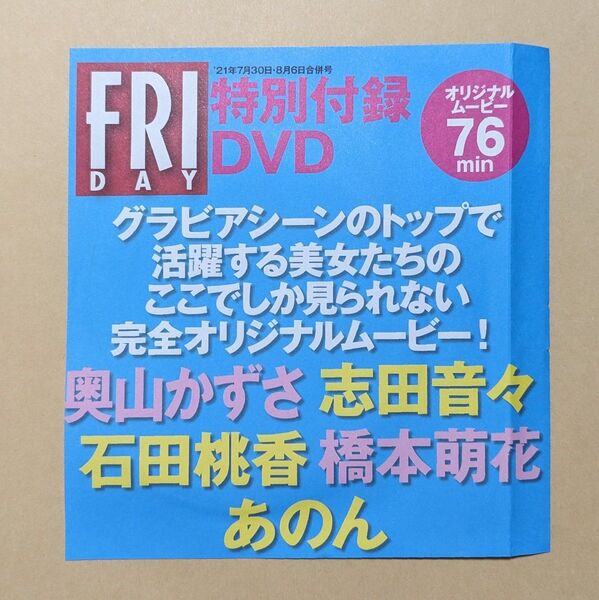 '21年7月30日・8月6日合併号
FRI
DAY
特別付録
DVD
オリジナル
ムービー
76
min
グラビアシーンのトップで
活躍する美女たちの
ここでしか見られない
完全オリジナルムービー！
奥山かずさ 志田音々
石田桃香 橋本萌花
あのん